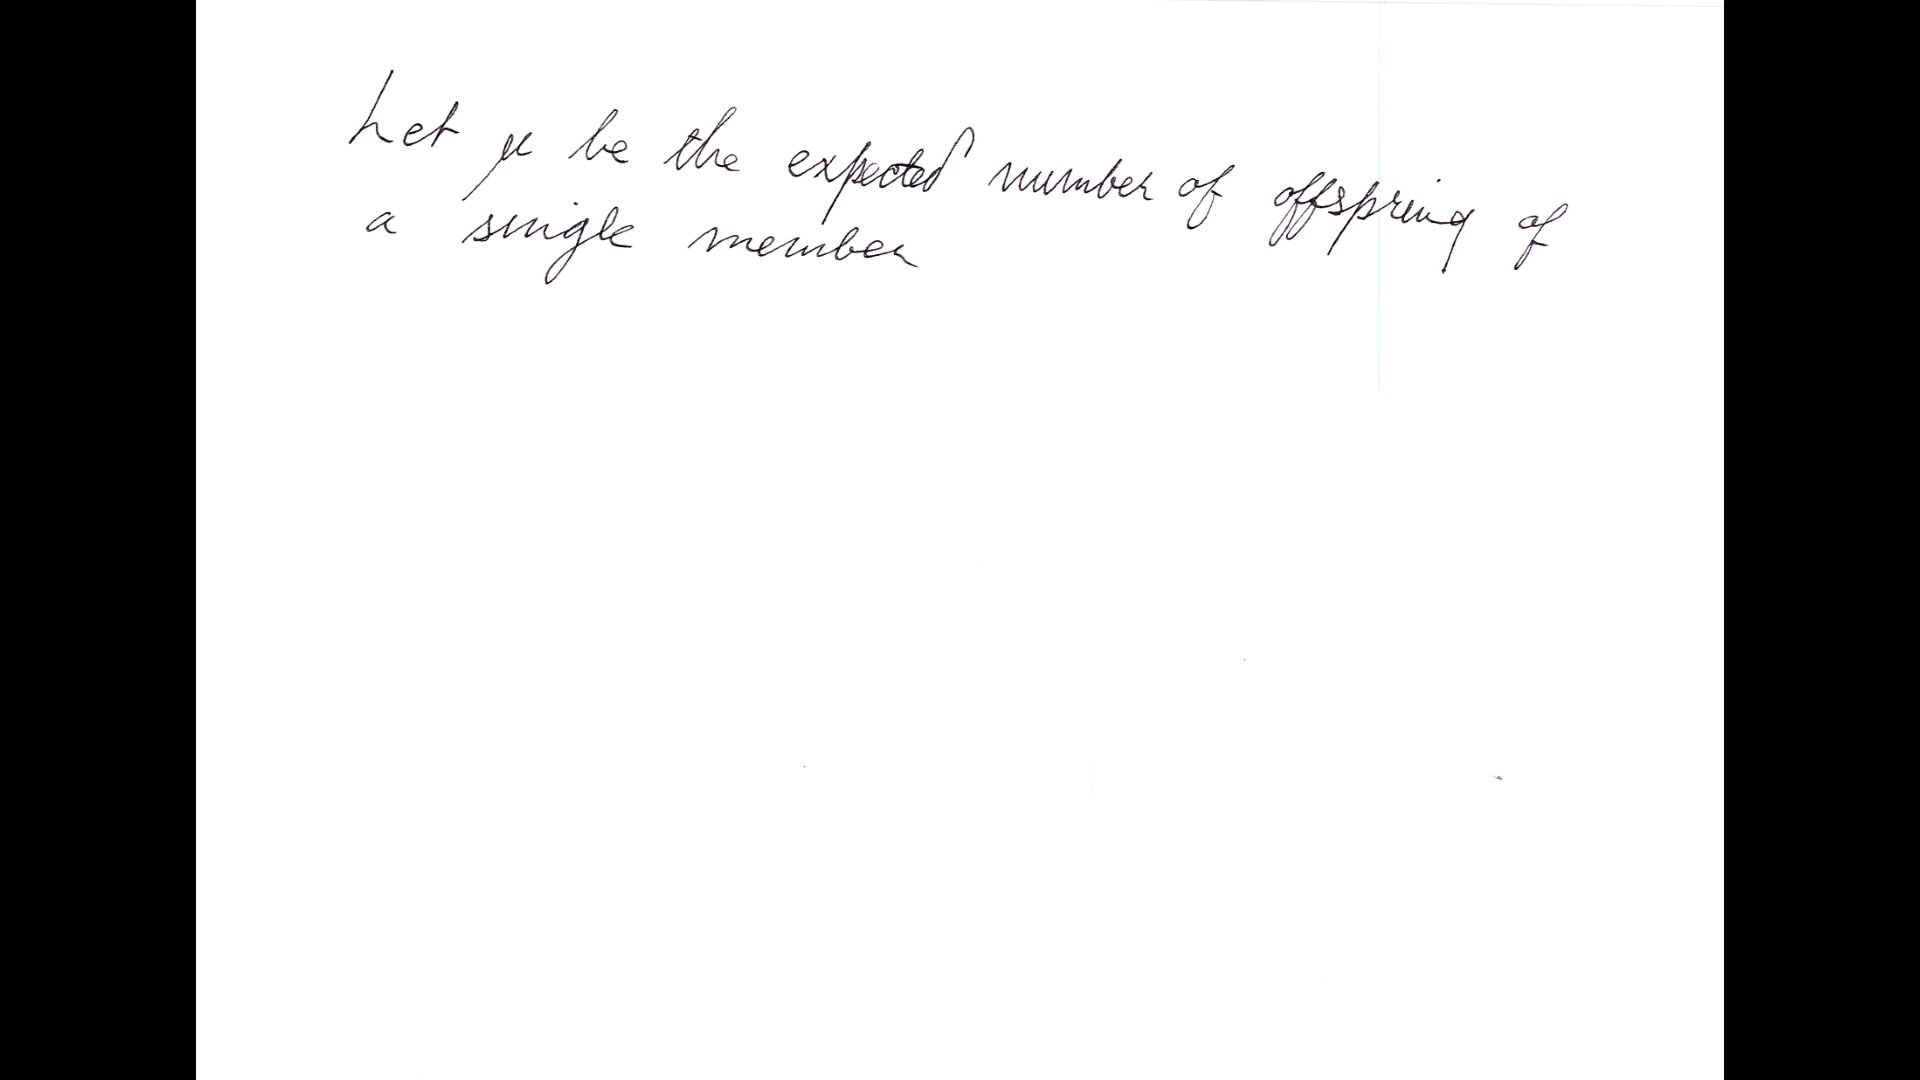 Let μ be the expected number of offspring of
a single member